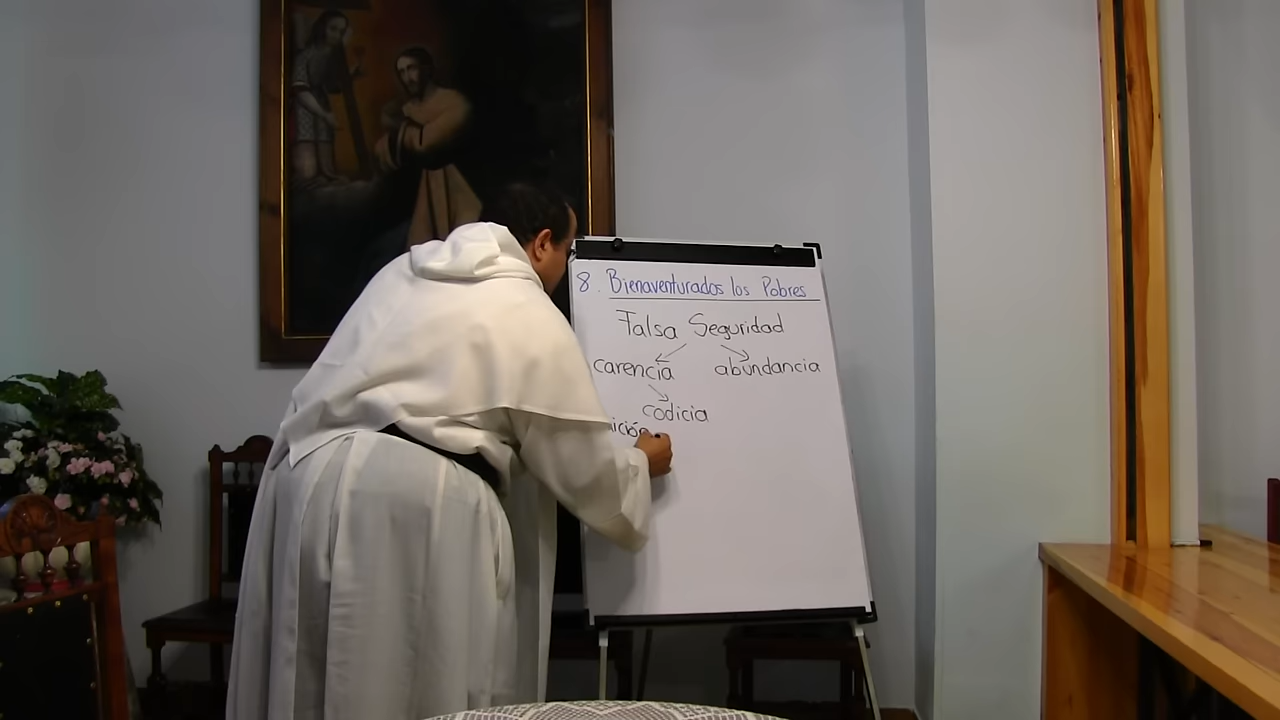 8. Bienaventurados los Pobres
Falsa Seguridad
carencia abundancia
codicia